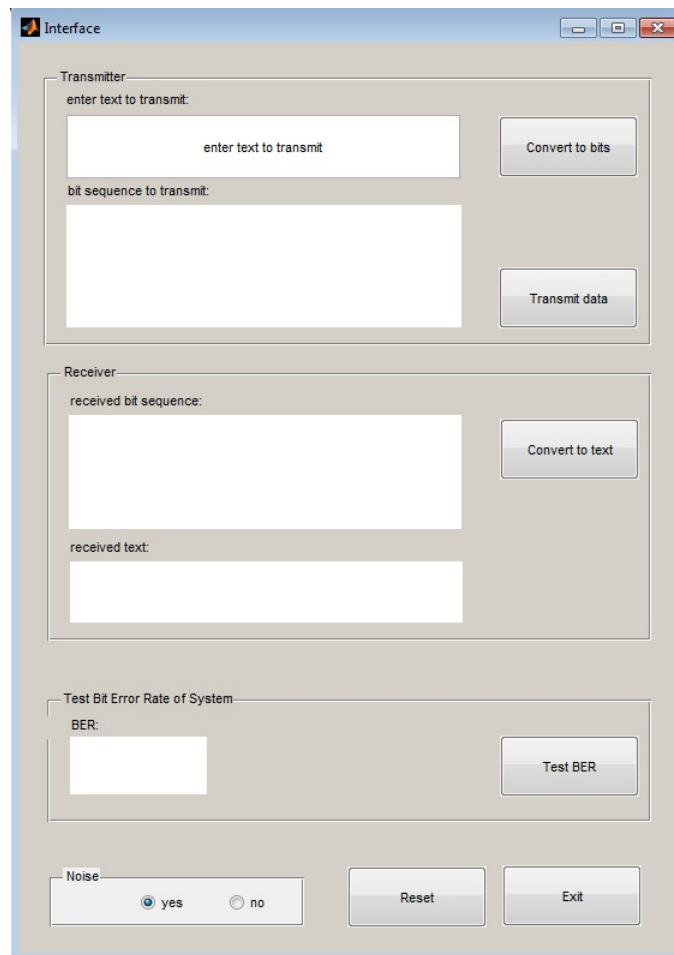 Interface
Transmitter
enter text to transmit:
enter text to transmit
Convert to bits
bit sequence to transmit:
Transmit data
Receiver
received bit sequence:
Convert to text
received text:
Test Bit Error Rate of System
BER:
Test BER
Noise
yes no
Reset
Exit